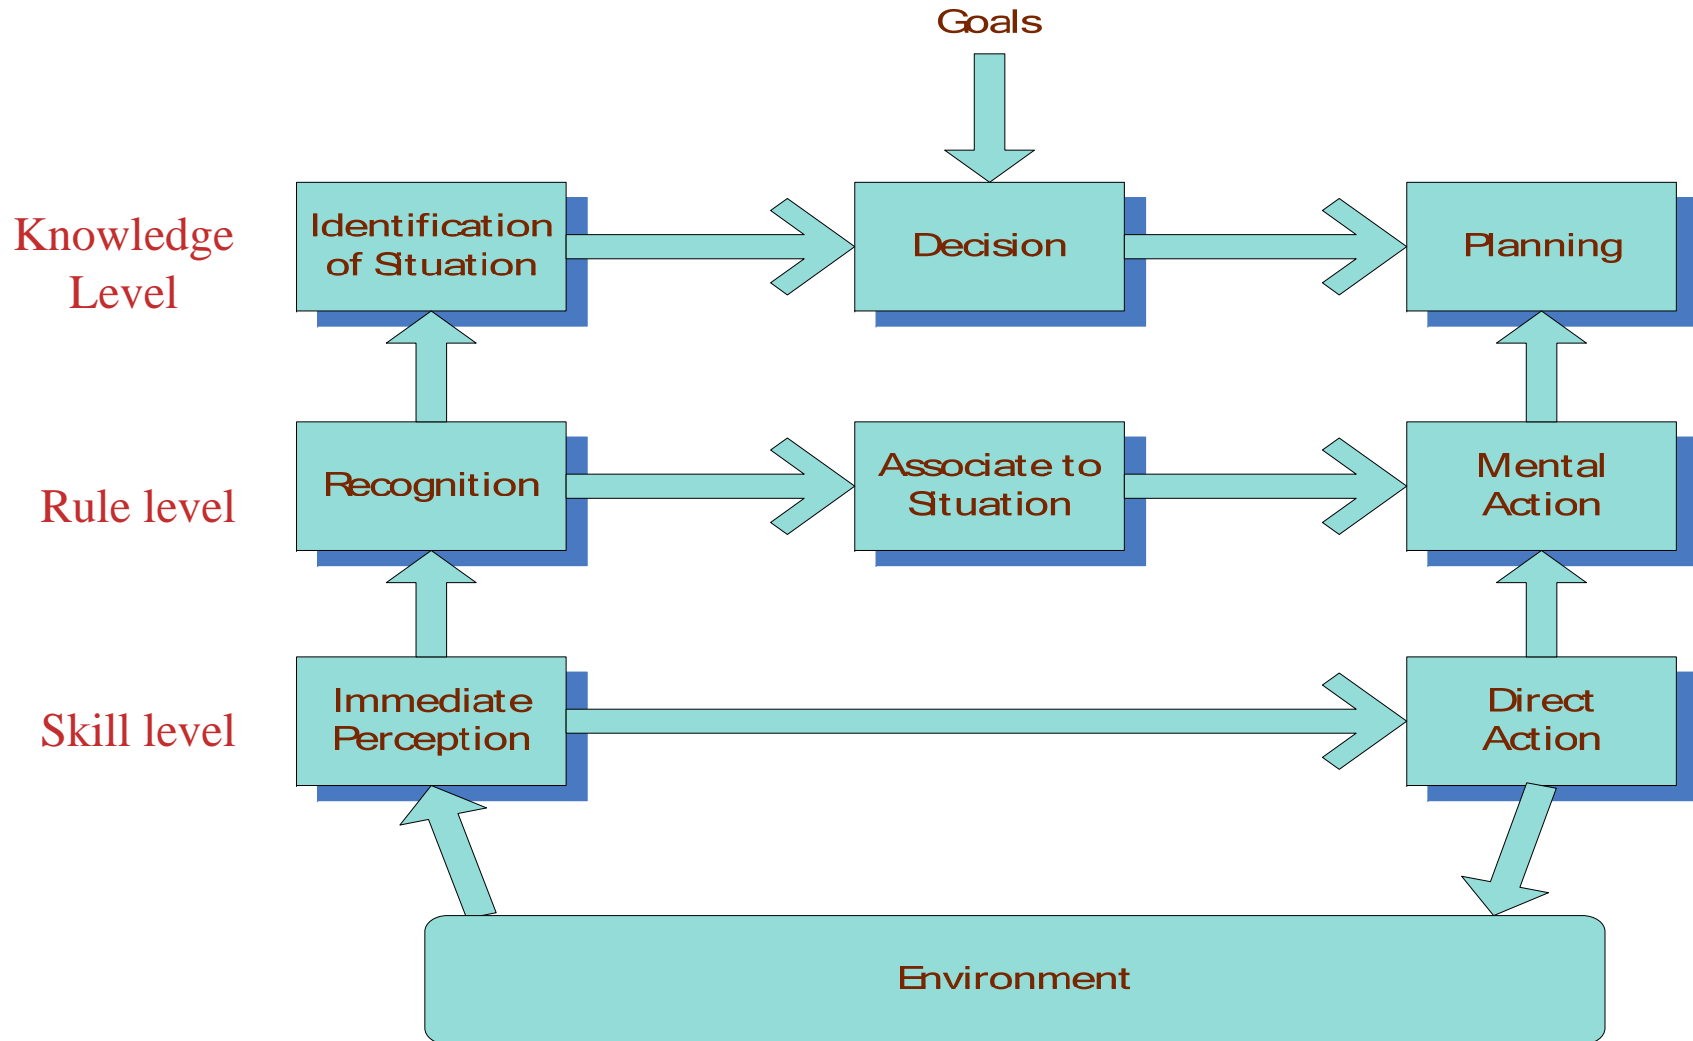 Goals
Knowledge
Level
Identification
of Situation
Decision
Planning
Rule level
Recognition
Associate to
Situation
Mental
Action
Skill level
Immediate
Perception
Direct
Action
Environment